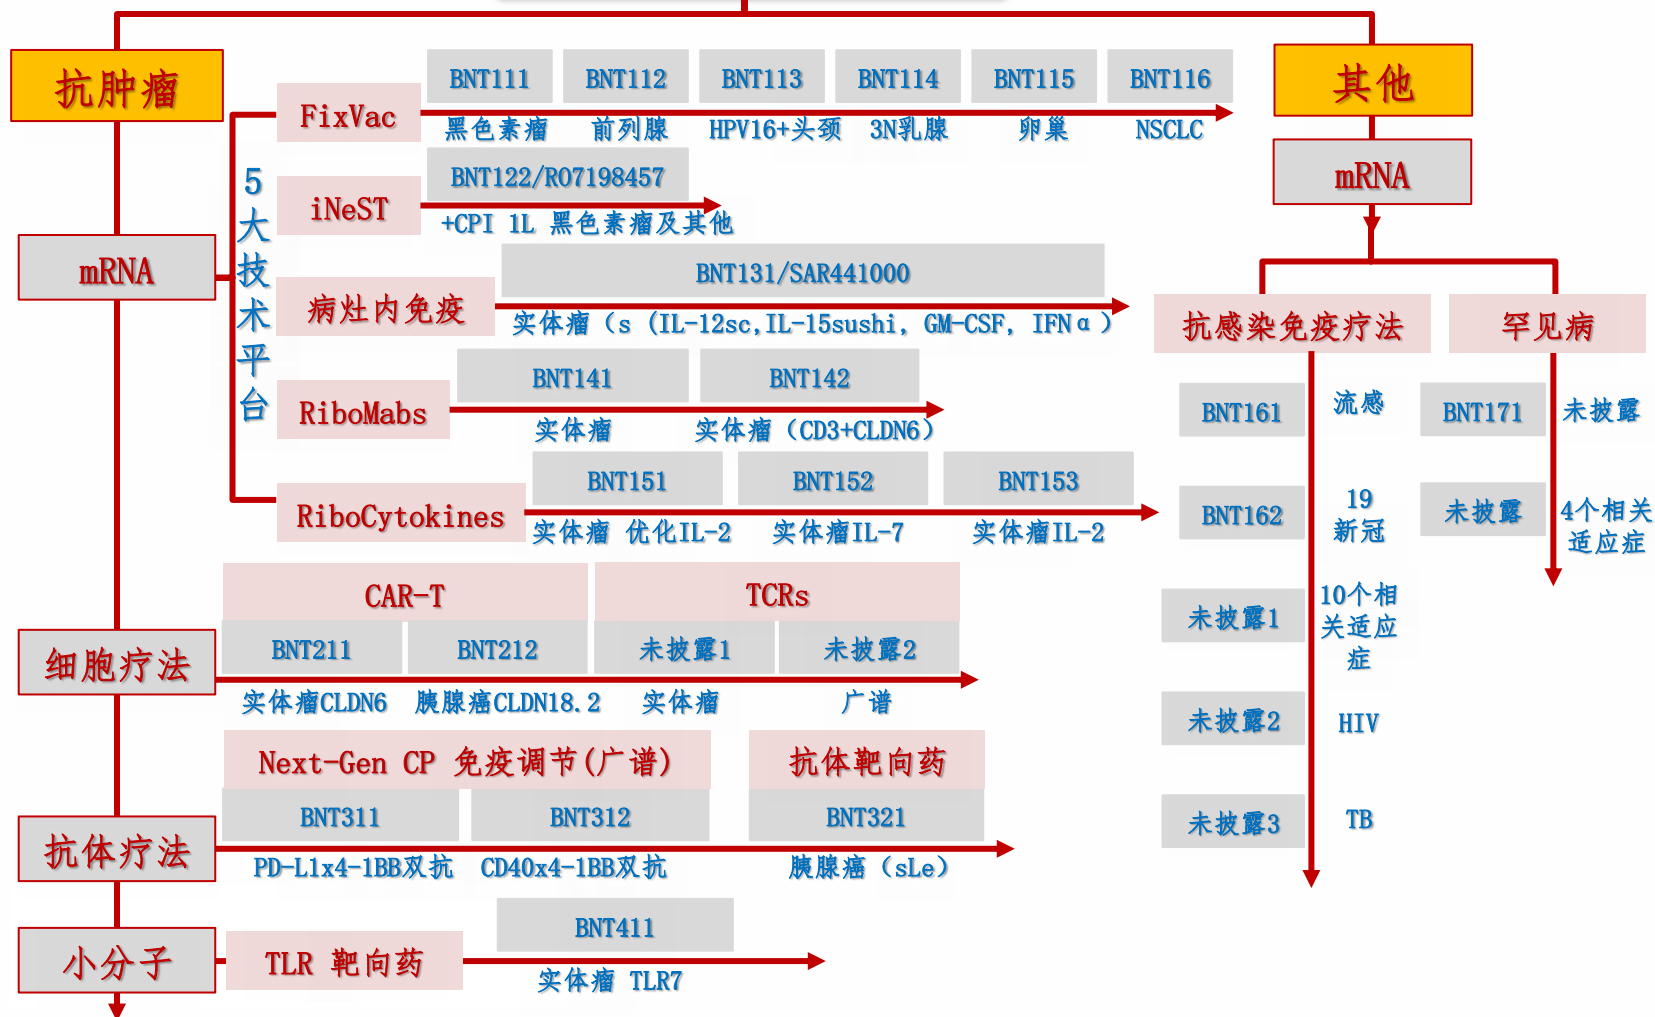 抗肿瘤
其他
FixVac
BNT111 BNT112 BNT113 BNT114 BNT115 BNT116
黑色素瘤 前列腺 HPV16+头颈 3N乳腺 卵巢 NSCLC
mRNA
5大技术平台
iNeST
BNT122/RO7198457
+CPI 1L 黑色素瘤及其他
mRNA
病灶内免疫
BNT131/SAR441000
实体瘤（s（IL-12sc,IL-15sushi, GM-CSF, IFNα）
RiboMabs
BNT141 BNT142
实体瘤 实体瘤（CD3+CLDN6）
RiboCytokines
BNT151 BNT152 BNT153
实体瘤 优化IL-2 实体瘤IL-7 实体瘤IL-2
细胞疗法
CAR-T TCRs
BNT211 BNT212 未披露1 未披露2
实体瘤CLDN6 胰腺癌CLDN18.2 实体瘤 广谱
抗体疗法
Next-Gen CP 免疫调节(广谱) 抗体靶向药
BNT311 BNT312 BNT321
PD-L1x4-1BB双抗 CD40x4-1BB双抗 胰腺癌（sLe）
小分子
TLR 靶向药
BNT411
实体瘤 TLR7
抗感染免疫疗法 罕见病
BNT161 流感
BNT162 19
新冠
未披露1 10个相
关适应
症
未披露2 HIV
未披露3 TB
BNT171 未披露
未披露 4个相关
适应症